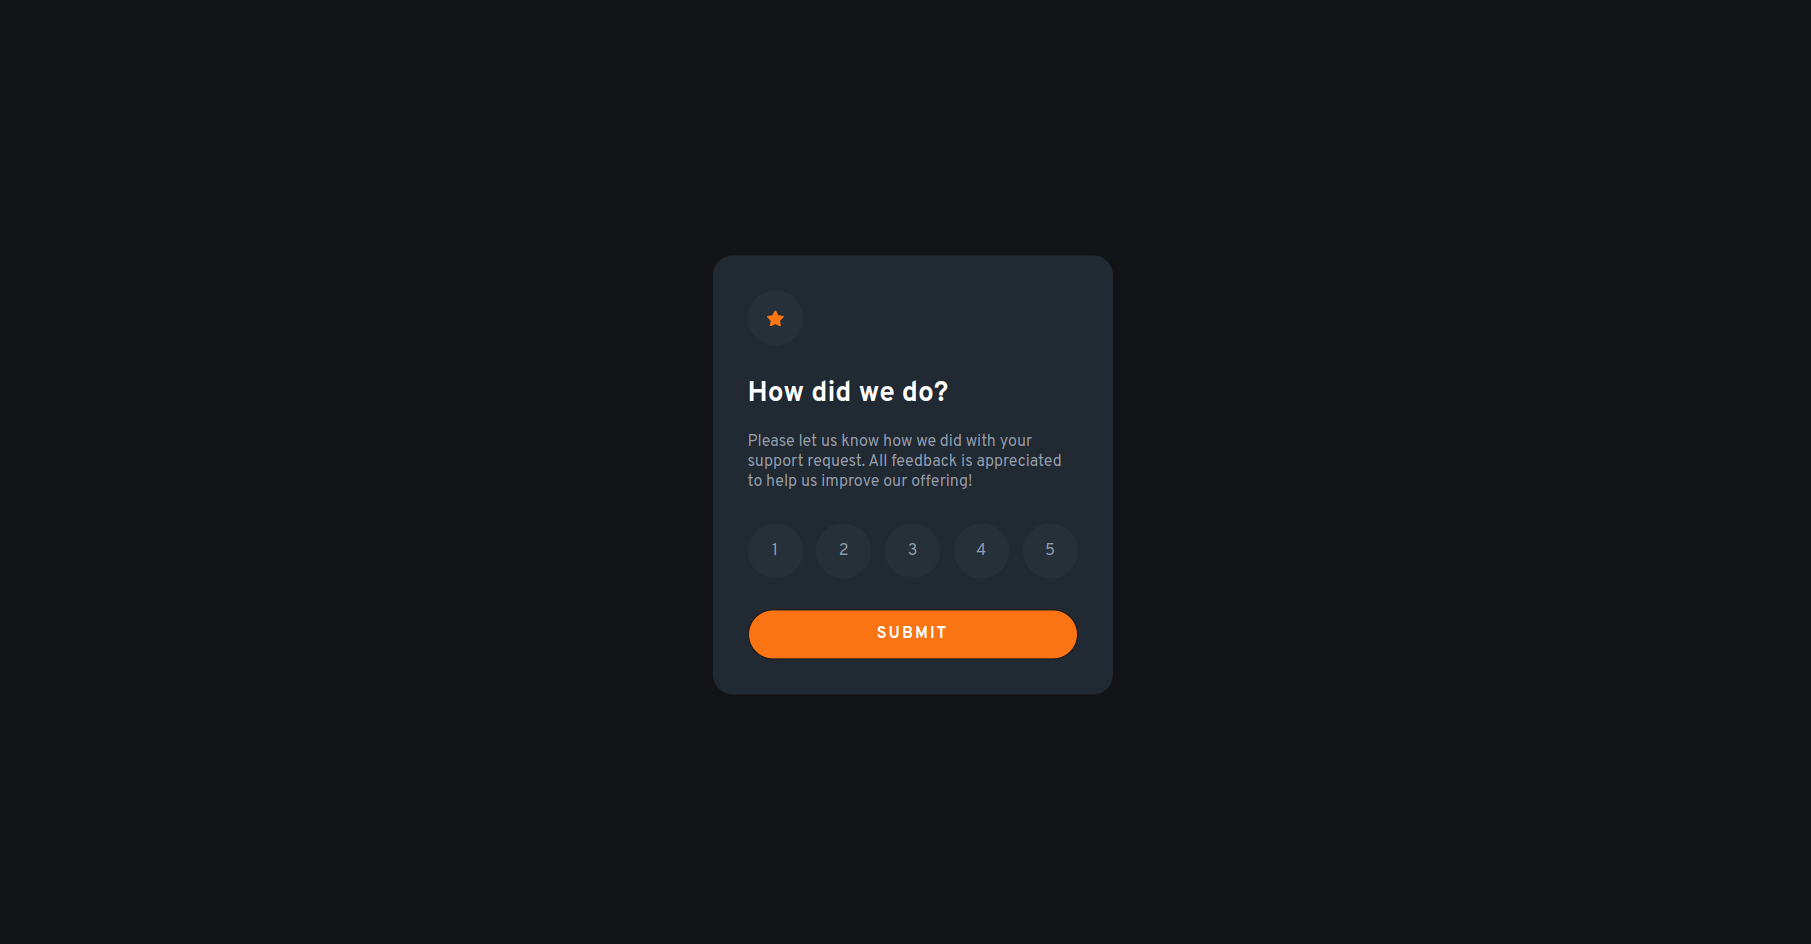 How did we do?
Please let us know how we did with your
support request. All feedback is appreciated
to help us improve our offering!
1 2 3 4 5
SUBMIT